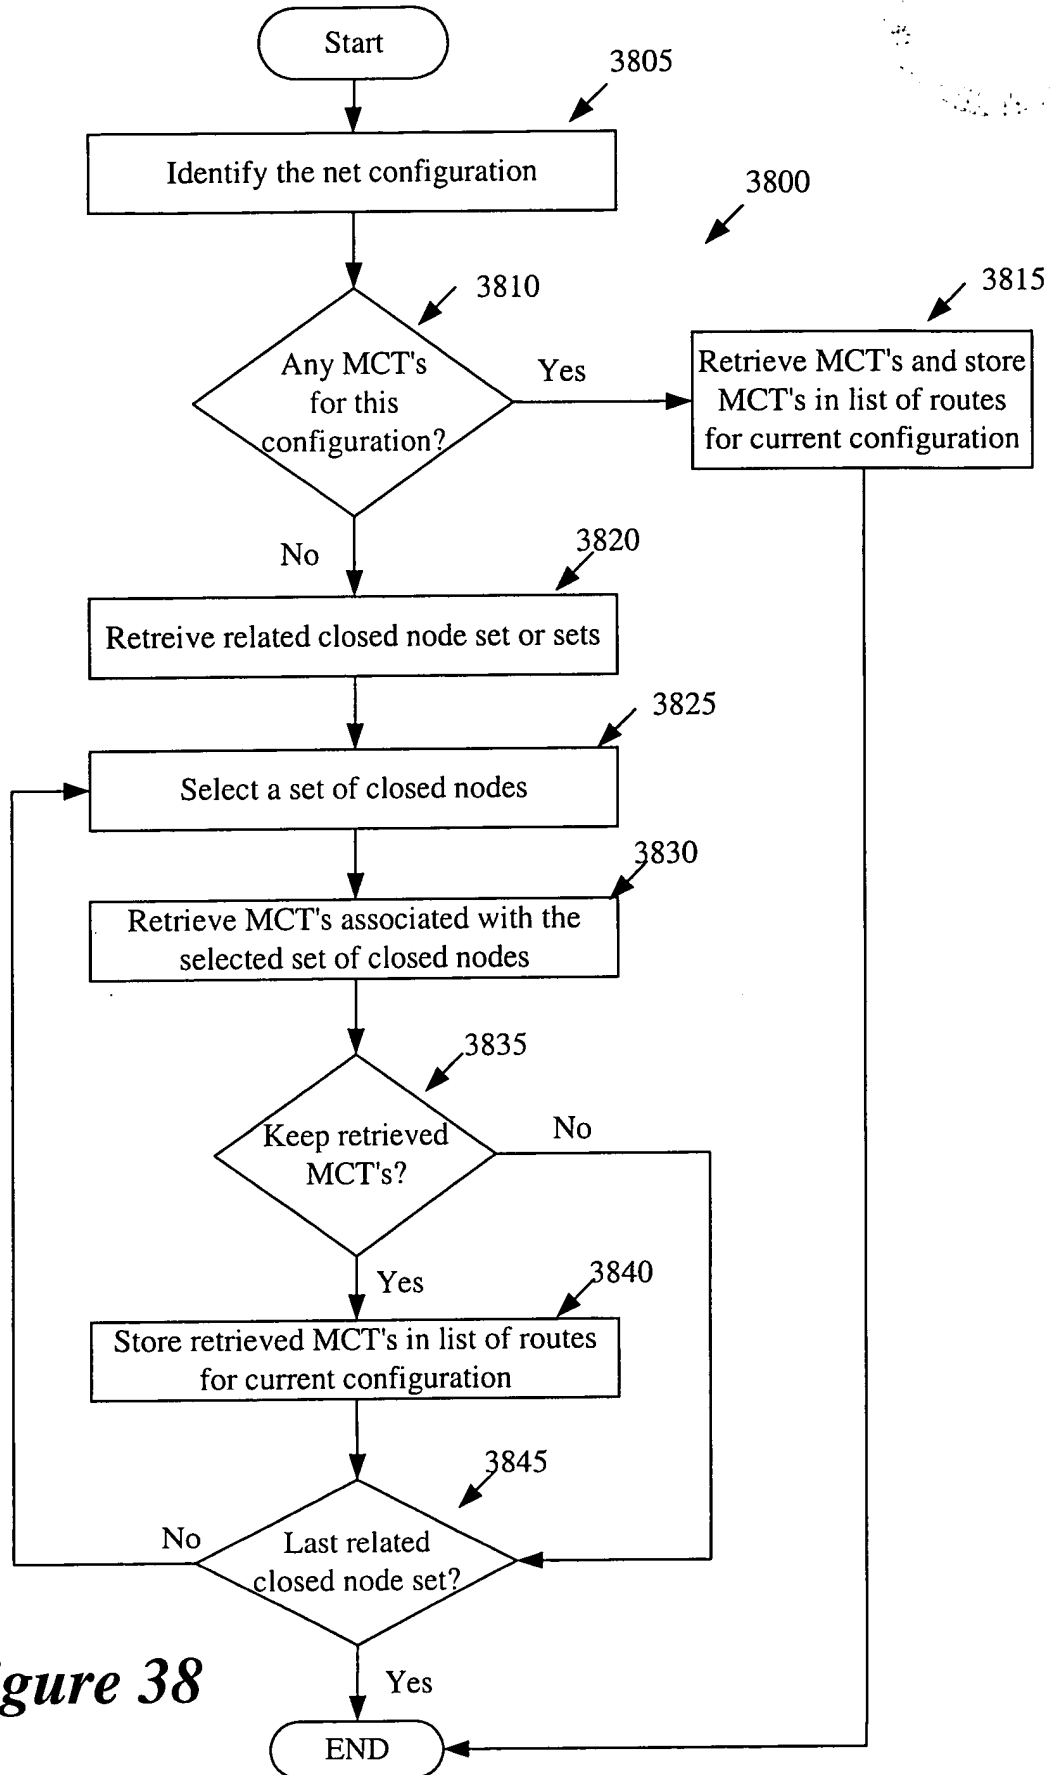 Start
3805
Identify the net configuration
3800
3810
3815
Any MCT's
for this
configuration?
Yes
Retrieve MCT's and store
MCT's in list of routes
for current configuration
No
3820
Retreive related closed node set or sets
3825
Select a set of closed nodes
3830
Retrieve MCT's associated with the
selected set of closed nodes
3835
Keep retrieved
MCT's?
No
Yes
3840
Store retrieved MCT's in list of routes
for current configuration
3845
No
Last related
closed node set?
Yes
gure 38
END